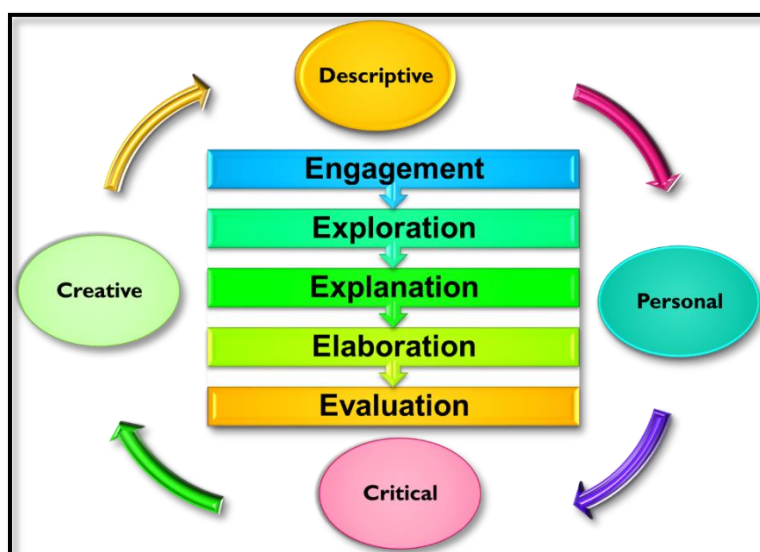 Descriptive
Engagement
Exploration
Explanation
Elaboration
Evaluation
Creative
Personal
Critical